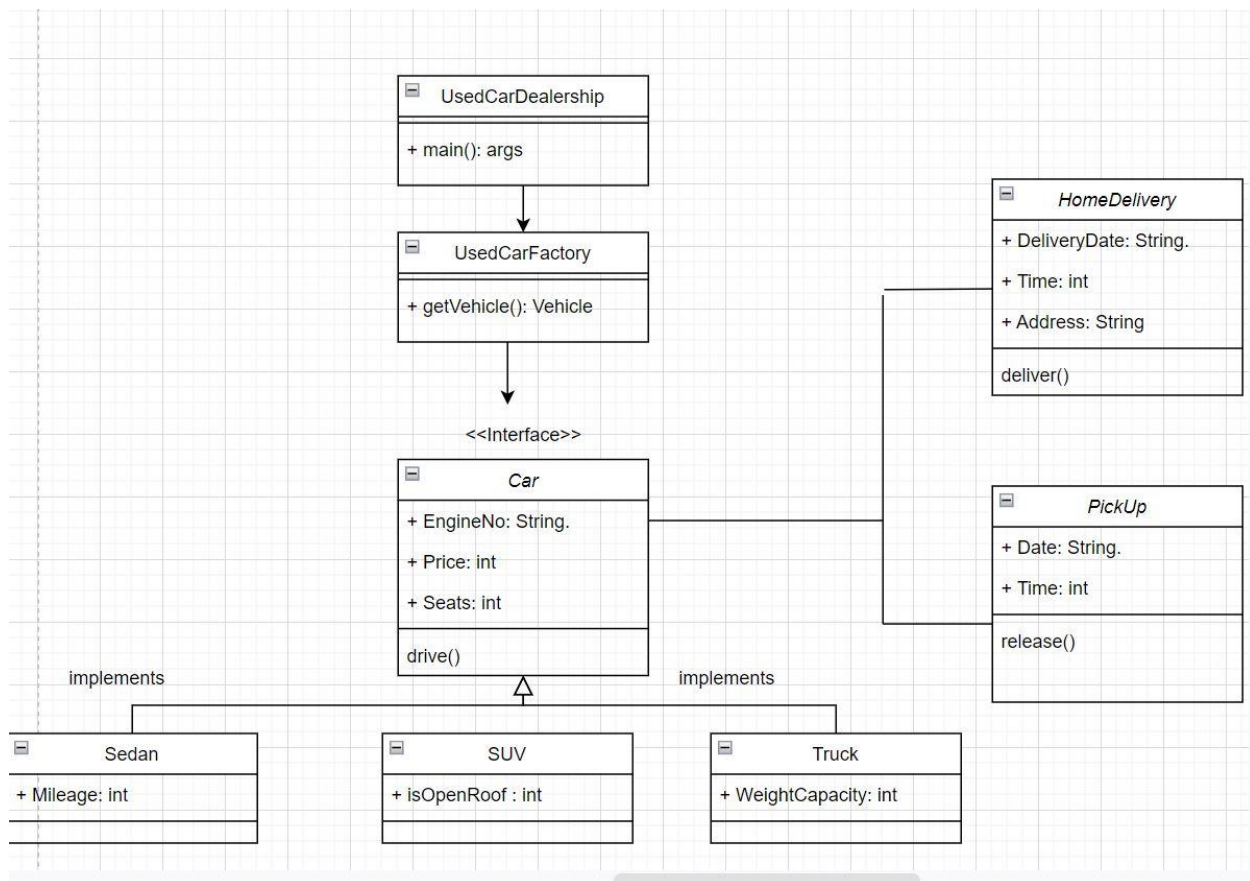 UsedCarDealership
+ main(): args
UsedCarFactory
+ getVehicle(): Vehicle
<<Interface>>
Car
+ EngineNo: String.
+ Price: int
+ Seats: int
drive()
HomeDelivery
+ DeliveryDate: String.
+ Time: int
+ Address: String
deliver()
PickUp
+ Date: String.
+ Time: int
release()
implements
implements
Sedan
+ Mileage: int
SUV
+ isOpenRoof : int
Truck
+ WeightCapacity: int